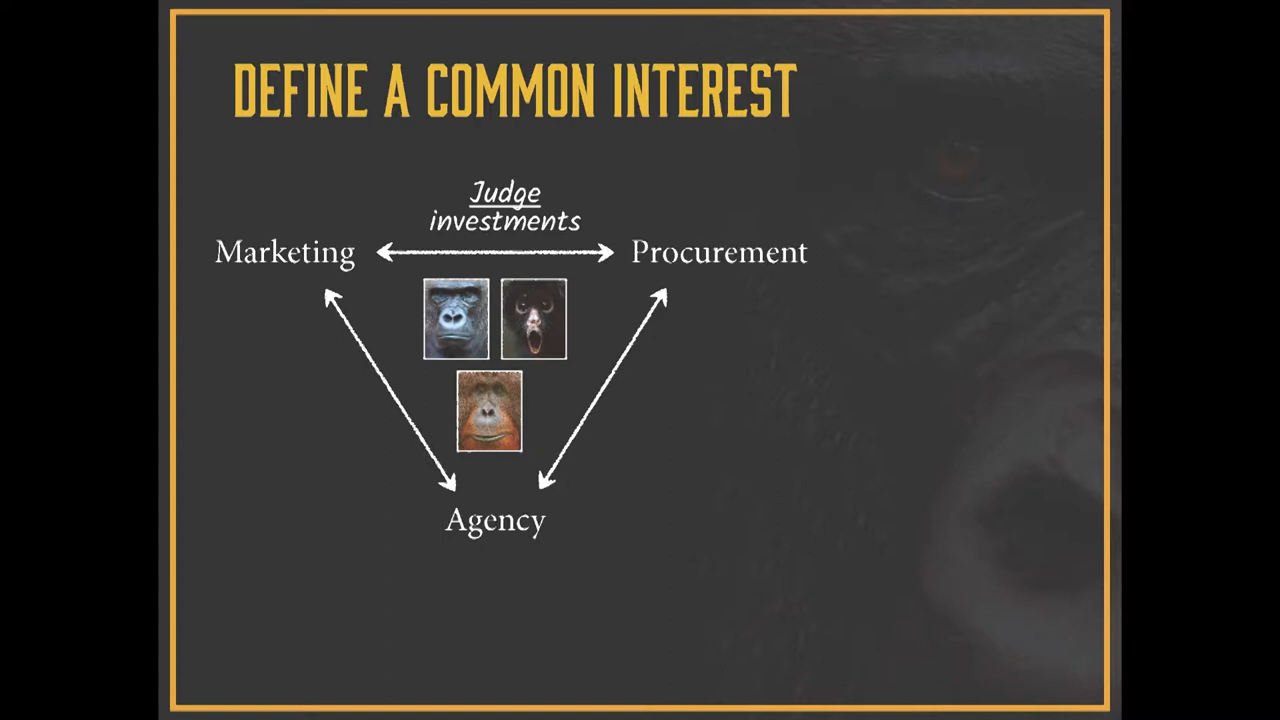 DEFINE A COMMON INTEREST
Judge
investments
Marketing
Procurement
Agency